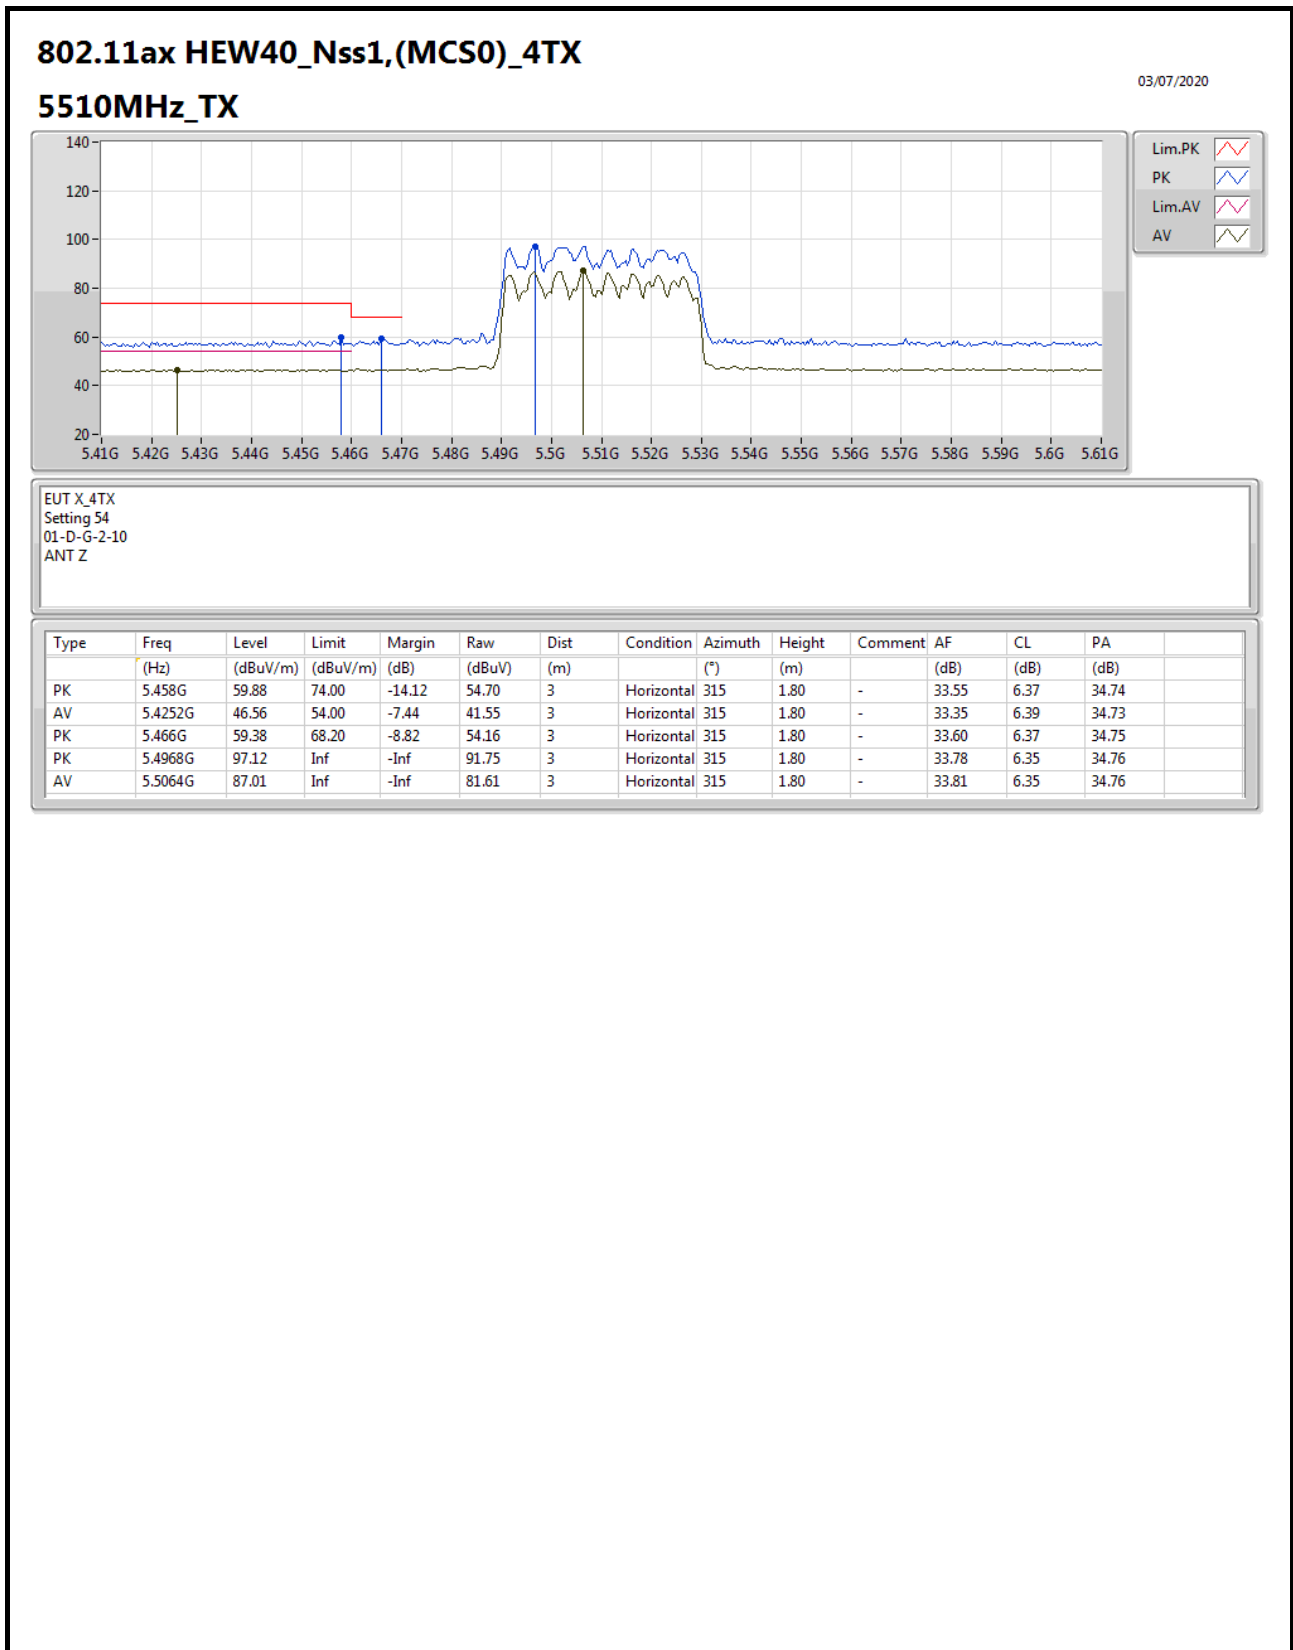 802.11ax HEW40_Nss1,(MCS0)_4TX
03/07/2020
5510MHz_TX
140
120
100
80
60
40
20
5.41G 5.42G 5.43G 5.44G 5.45G 5.46G 5.47G 5.48G 5.49G 5.5G 5.51G 5.52G 5.53G 5.54G 5.55G 5.56G 5.57G 5.58G 5.59G 5.6G 5.61G
Lim.PK
PK
Lim.AV
AV
EUT X_4TX
Setting 54
01-D-G-2-10
ANT Z
Type Freq Level Limit Margin Raw Dist Condition Azimuth Height Comment AF CL PA
(Hz) (dBuV/m) (dBuV/m) (dB) (dBuV) (m) (°) (m) (dB) (dB) (dB)
PK 5.458G 59.88 74.00 -14.12 54.70 3 Horizontal 315 1.80 - 33.55 6.37 34.74
AV 5.4252G 46.56 54.00 -7.44 41.55 3 Horizontal 315 1.80 - 33.35 6.39 34.73
PK 5.466G 59.38 68.20 -8.82 54.16 3 Horizontal 315 1.80 - 33.60 6.37 34.75
PK 5.4968G 97.12 Inf -Inf 91.75 3 Horizontal 315 1.80 - 33.78 6.35 34.76
AV 5.5064G 87.01 Inf -Inf 81.61 3 Horizontal 315 1.80 - 33.81 6.35 34.76